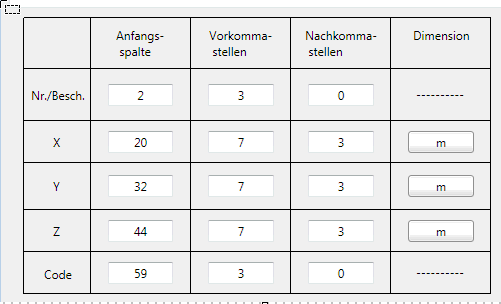 Anfangs- Vorkomma- Nachkomma- Dimension
spalte stellen stellen
Nr./Besch. 2 3 0 ----------
X 20 7 3 m
Y 32 7 3 m
Z 44 7 3 m
Code 59 3 0 ----------